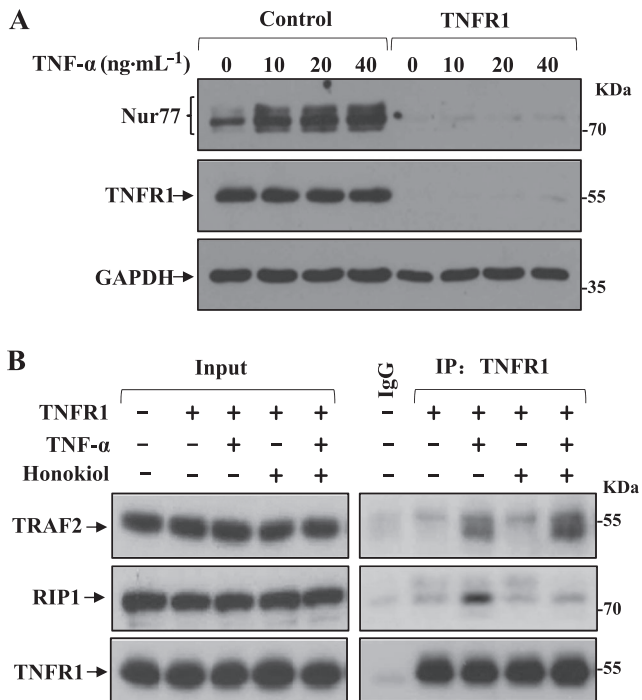 A
Control TNFR1
TNF-α (ng·mL⁻¹) 0 10 20 40 0 10 20 40 KDa
Nur77 -70
TNFR1 -55
GAPDH -35
B
Input IgG IP: TNFR1
TNFR1 – + + + + – + + + +
TNF-α – – + – + – – + – +
Honokiol – – – + + – – – + +
KDa
TRAF2 -55
RIP1 -70
TNFR1 -55